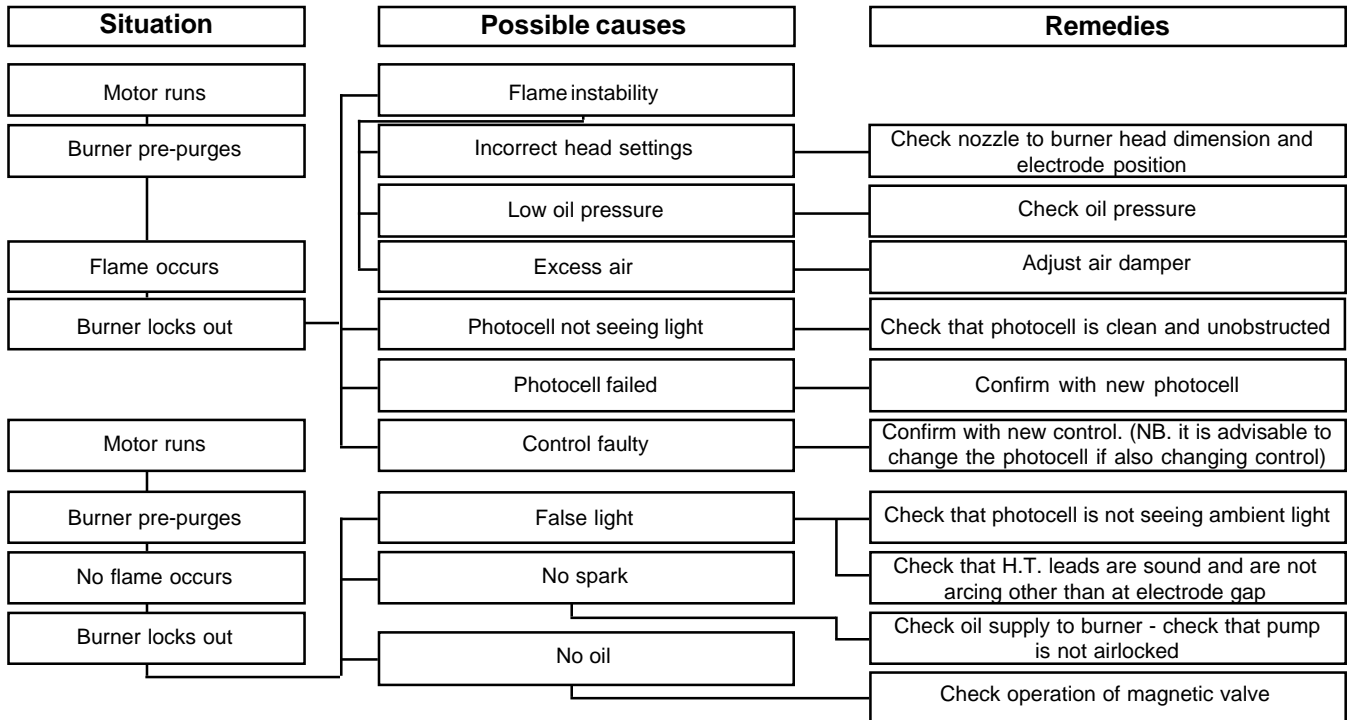 Situation
Possible causes
Remedies
Motor runs
Burner pre-purges
Flame occurs
Burner locks out
Flame instability
Incorrect head settings
Low oil pressure
Excess air
Photocell not seeing light
Photocell failed
Control faulty
Check nozzle to burner head dimension and
electrode position
Check oil pressure
Adjust air damper
Check that photocell is clean and unobstructed
Confirm with new photocell
Confirm with new control. (NB. it is advisable to
change the photocell if also changing control)
Motor runs
Burner pre-purges
No flame occurs
Burner locks out
False light
No spark
No oil
Check that photocell is not seeing ambient light
Check that H.T. leads are sound and are not
arcing other than at electrode gap
Check oil supply to burner - check that pump
is not airlocked
Check operation of magnetic valve